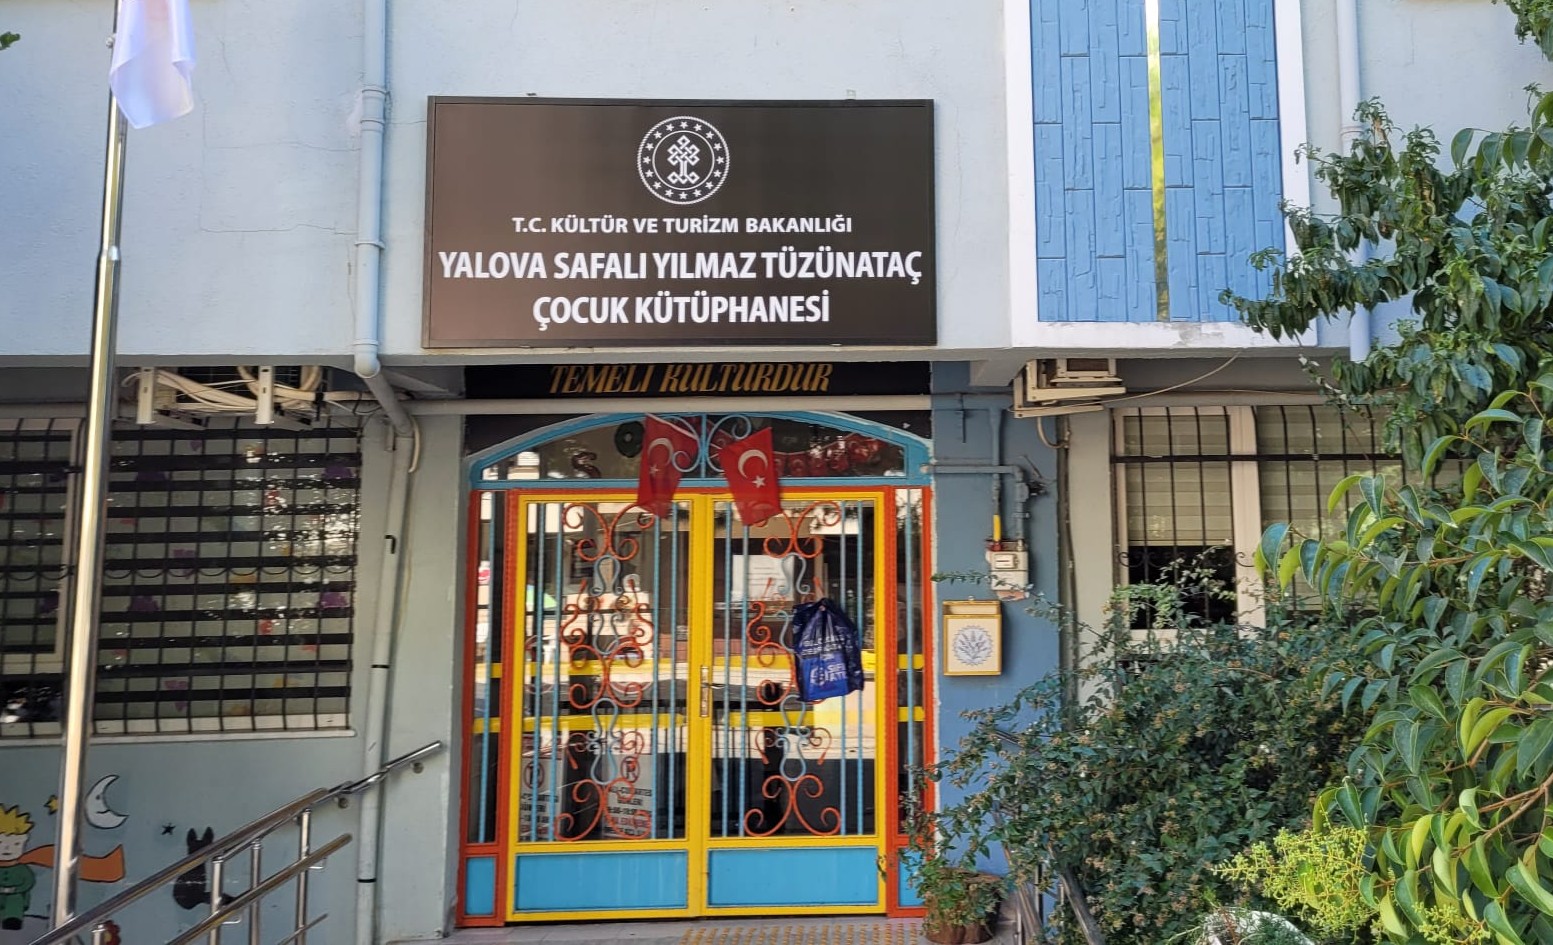 T.C. KÜLTÜR VE TURİZM BAKANLIĞI
YALOVA SAFALI YILMAZ TÜZÜNATAÇ
ÇOCUK KÜTÜPHANESİ
TEMELİ KÜLTÜRDÜR